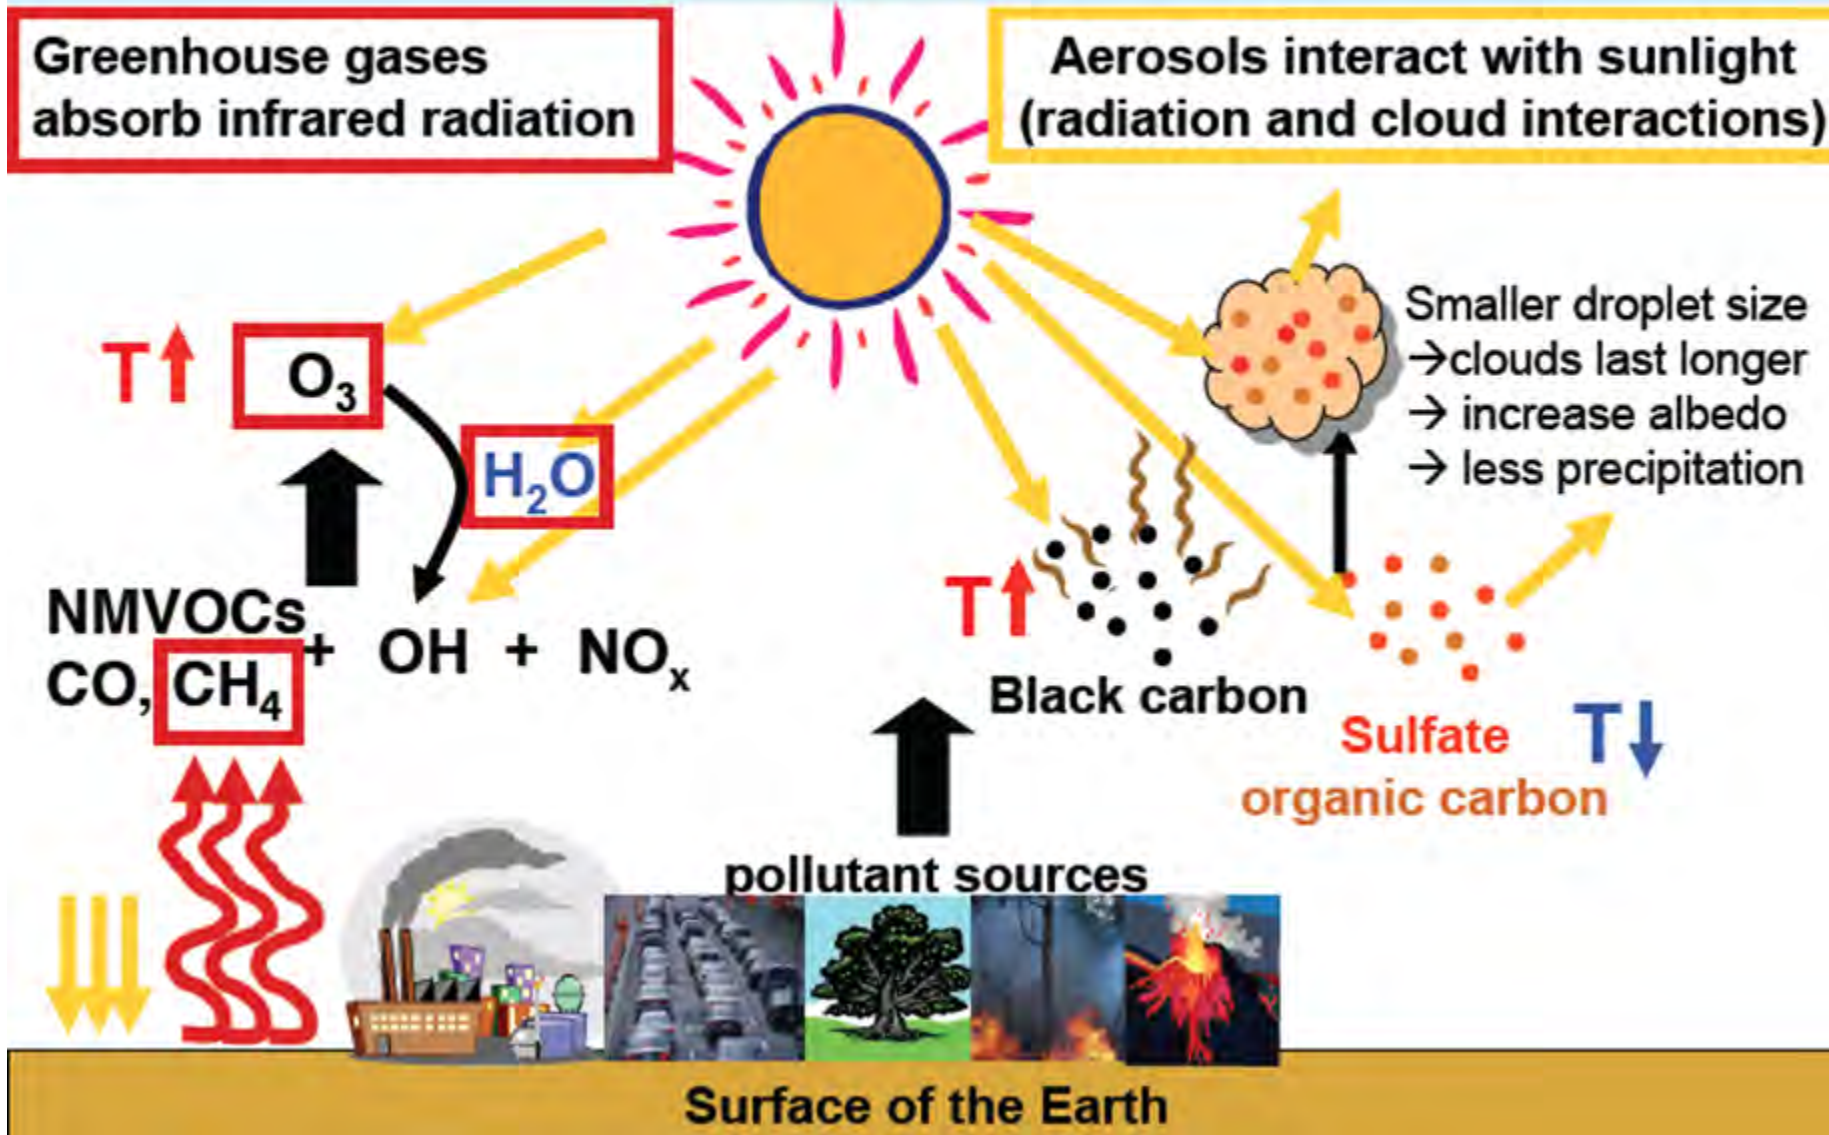 Greenhouse gases
absorb infrared radiation
Aerosols interact with sunlight
(radiation and cloud interactions)
T↑
O₃
H₂O
NMVOCs
CO, CH₄ + OH + NOₓ
Smaller droplet size
→clouds last longer
→ increase albedo
→ less precipitation
T↑
Black carbon
Sulfate
organic carbon
T↓
pollutant sources
Surface of the Earth